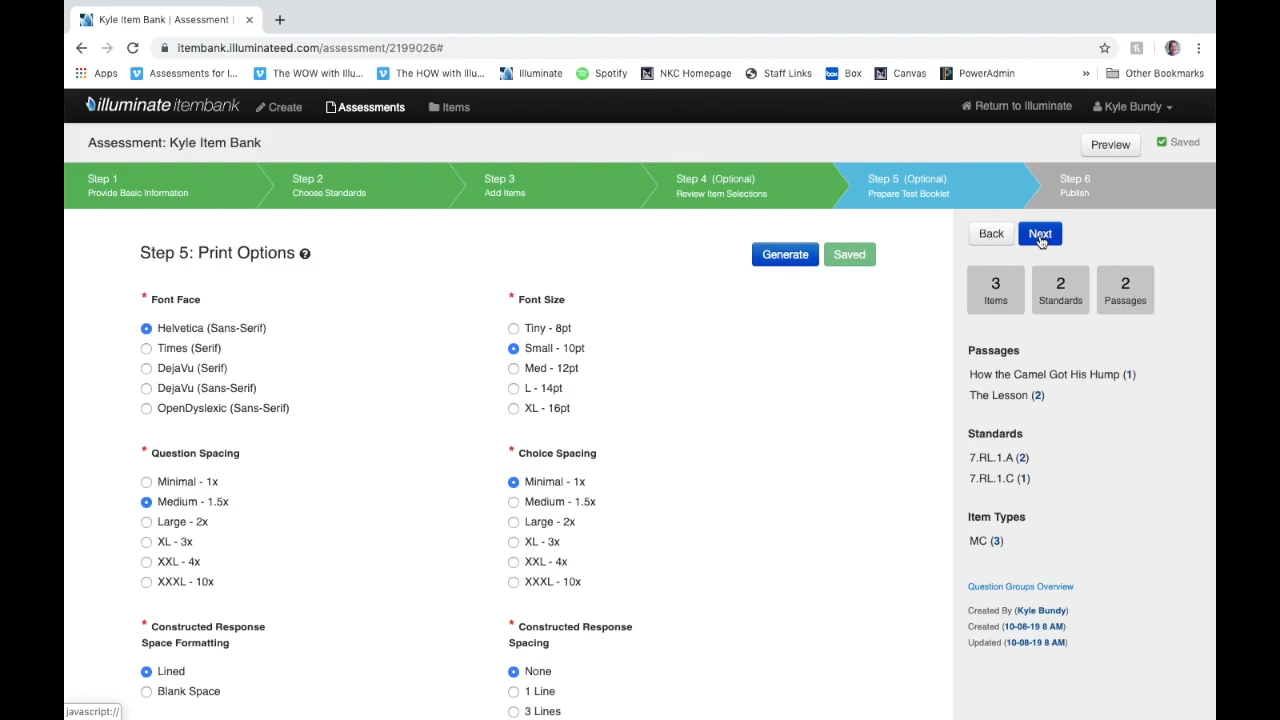 Kyle Item Bank | Assessment
itembank.illuminateed.com/assessment/2199026#
Apps Assessments for I... The WOW with Illu... The HOW with Illu... Illuminate Spotify NKC Homepage Staff Links Box Canvas PowerAdmin » Other Bookmarks
illuminate itembank Create Assessments Items Return to Illuminate Kyle Bundy
Assessment: Kyle Item Bank Preview Saved
Step 1 Step 2 Step 3 Step 4 (Optional) Step 5 (Optional) Step 6
Provide Basic Information Choose Standards Add Items Review Item Selections Prepare Test Booklet Publish
Back Next
Step 5: Print Options ? Generate Saved
3 2 2
Items Standards Passages
* Font Face * Font Size
Helvetica (Sans-Serif) Tiny - 8pt
Times (Serif) Small - 10pt
DejaVu (Serif) Med - 12pt
DejaVu (Sans-Serif) L - 14pt
OpenDyslexic (Sans-Serif) XL - 16pt
* Question Spacing * Choice Spacing
Minimal - 1x Minimal - 1x
Medium - 1.5x Medium - 1.5x
Large - 2x Large - 2x
XL - 3x XL - 3x
XXL - 4x XXL - 4x
XXXL - 10x XXXL - 10x
* Constructed Response * Constructed Response
Space Formatting Spacing
Lined None
Blank Space 1 Line
3 Lines
Passages
How the Camel Got His Hump (1)
The Lesson (2)
Standards
7.RL.1.A (2)
7.RL.1.C (1)
Item Types
MC (3)
Question Groups Overview
Created By (Kyle Bundy)
Created (10-08-19 8 AM)
Updated (10-08-19 8 AM)
javascript://